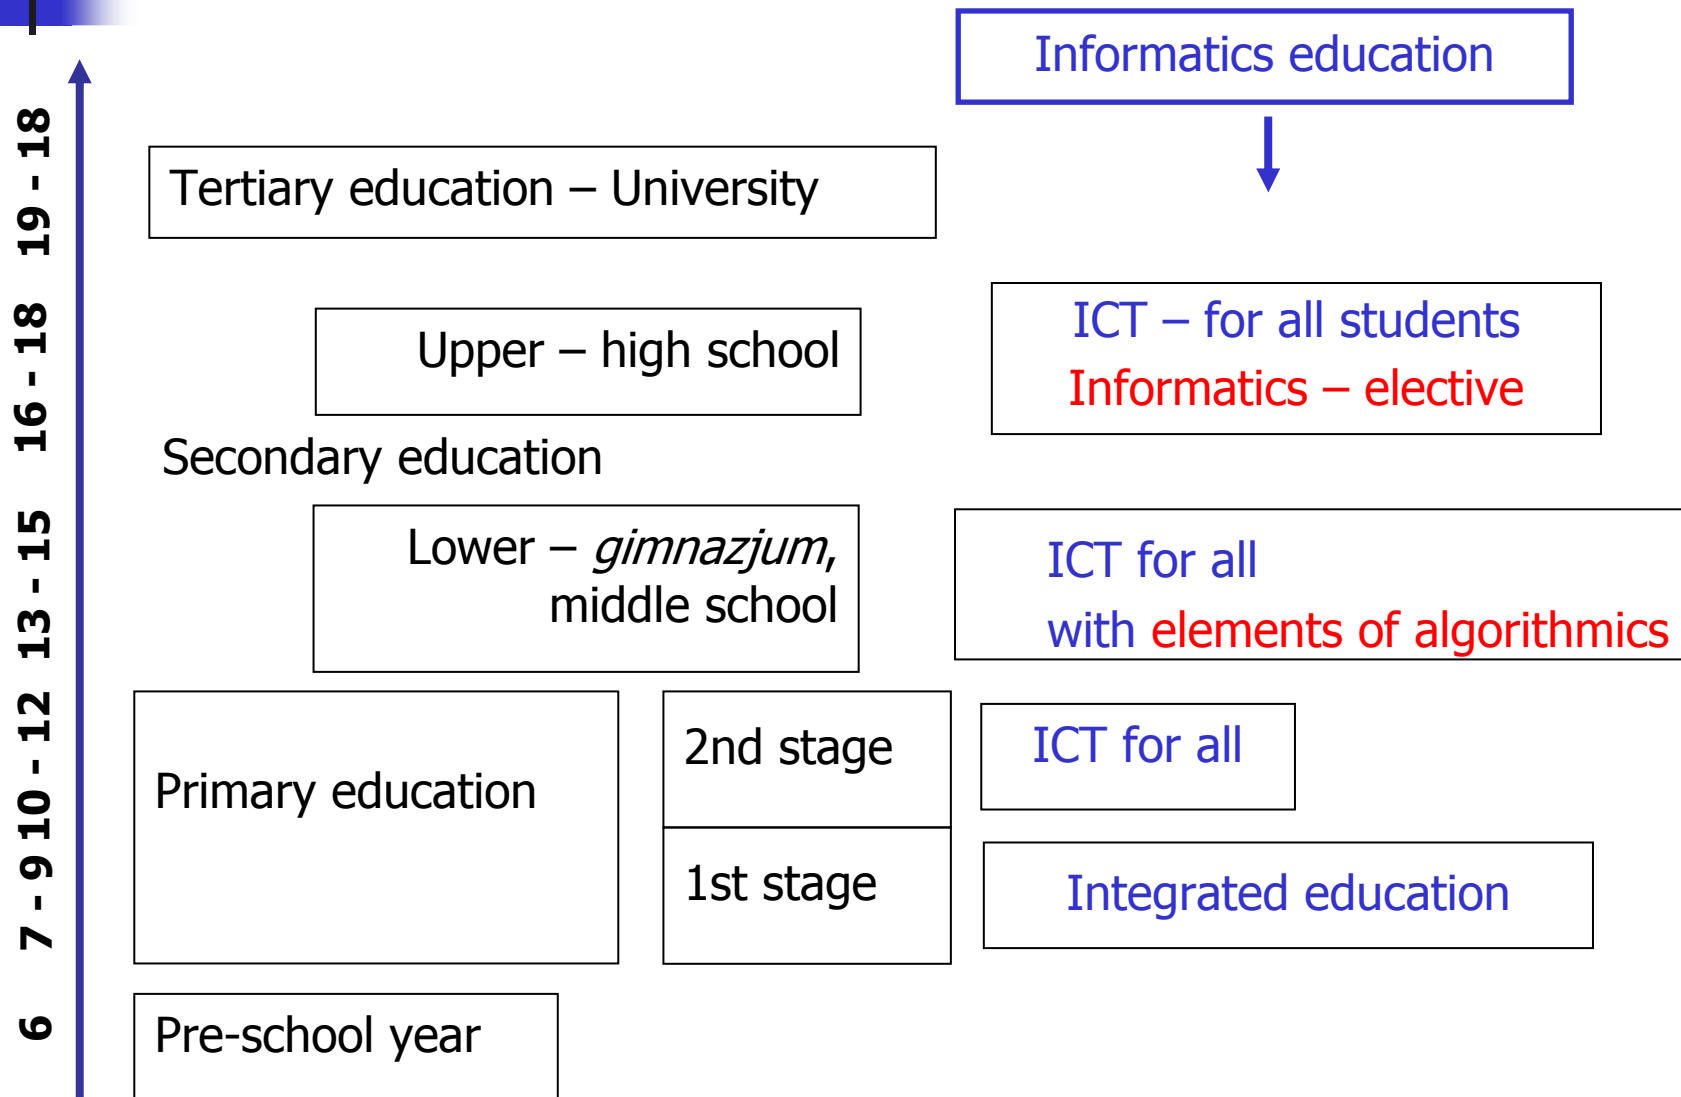 Informatics education
19 - 18
Tertiary education – University
16 - 18
Upper – high school
ICT – for all students
Informatics – elective
Secondary education
13 - 15
Lower – gimnazjum,
middle school
ICT for all
with elements of algorithmics
10 - 12
Primary education
2nd stage
ICT for all
7 - 9
1st stage
Integrated education
6
Pre-school year